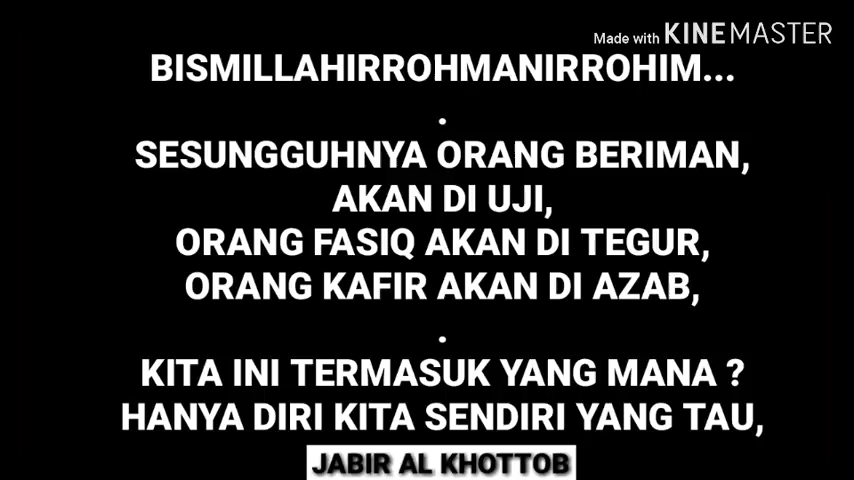 Made with KINEMASTER
BISMILLAHIRROHMANIRROHIM...
.
SESUNGGUHNYA ORANG BERIMAN,
AKAN DI UJI,
ORANG FASIQ AKAN DI TEGUR,
ORANG KAFIR AKAN DI AZAB,
.
KITA INI TERMASUK YANG MANA ?
HANYA DIRI KITA SENDIRI YANG TAU,
JABIR AL KHOTTOB